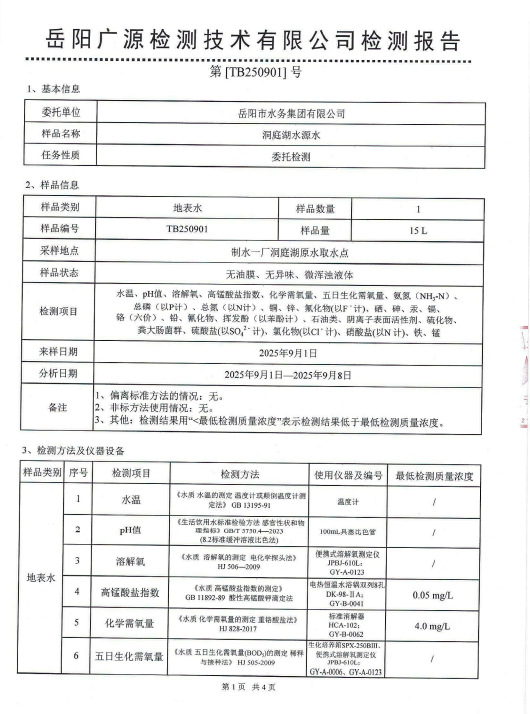 岳阳广源检测技术有限公司检测报告
第 [TB250901] 号
1、基本信息
委托单位 岳阳市水务集团有限公司
样品名称 洞庭湖水源水
任务性质 委托检测
2、样品信息
样品类别 地表水 样品数量 1
样品编号 TB250901 样品量 15 L
采样地点 制水一厂洞庭湖原水取水点
样品状态 无油膜、无异味、微浑浊液体
检测项目
水温、pH值、溶解氧、高锰酸盐指数、化学需氧量、五日生化需氧量、氨氮（NH₃-N）、
总磷（以P计）、总氮（以N计）、铜、锌、氟化物(以F⁻计)、硒、砷、汞、镉、
铬（六价）、铅、氰化物、挥发酚（以苯酚计）、石油类、阴离子表面活性剂、硫化物、
粪大肠菌群、硫酸盐(以SO₄²⁻计)、氯化物(以Cl⁻计)、硝酸盐(以N 计)、铁、锰
来样日期 2025年9月1日
分析日期 2025年9月1日—2025年9月8日
备注
1、偏离标准方法的情况：无。
2、非标方法使用情况：无。
3、其他：检测结果用“<最低检测质量浓度”表示检测结果低于最低检测质量浓度。
3、检测方法及仪器设备
样品类别 序号 检测项目 检测方法 使用仪器及编号 最低检测质量浓度
地表水
1 水温 《水质 水温的测定 温度计或颠倒温度计测
定法》 GB 13195-91 温度计 /
2 pH值 《生活饮用水标准检验方法 感官性状和物
理指标》 GB/T 5750.4—2023
(8.2标准缓冲溶液比色法) 100mL具塞比色管 /
3 溶解氧 《水质 溶解氧的测定 电化学探头法》
HJ 506—2009 便携式溶解氧测定仪
JPBJ-610L:
GY-A-0123 /
4 高锰酸盐指数 《水质 高锰酸盐指数的测定》
GB 11892-89 酸性高锰酸钾滴定法 电热恒温水浴锅双列8孔
DK-98-ⅡA:
GY-B-0041 0.05 mg/L
5 化学需氧量 《水质 化学需氧量的测定 重铬酸盐法》
HJ 828-2017 标准消解器
HCA-102:
GY-B-0062 4.0 mg/L
6 五日生化需氧量 《水质 五日生化需氧量(BOD₅)的测定 稀释
与接种法》 HJ 505-2009 生化培养箱SPX-250BIII、
便携式溶解氧测定仪
JPBJ-610L:
GY-A-0006、GY-A-0123 /
第 1 页 共 4 页